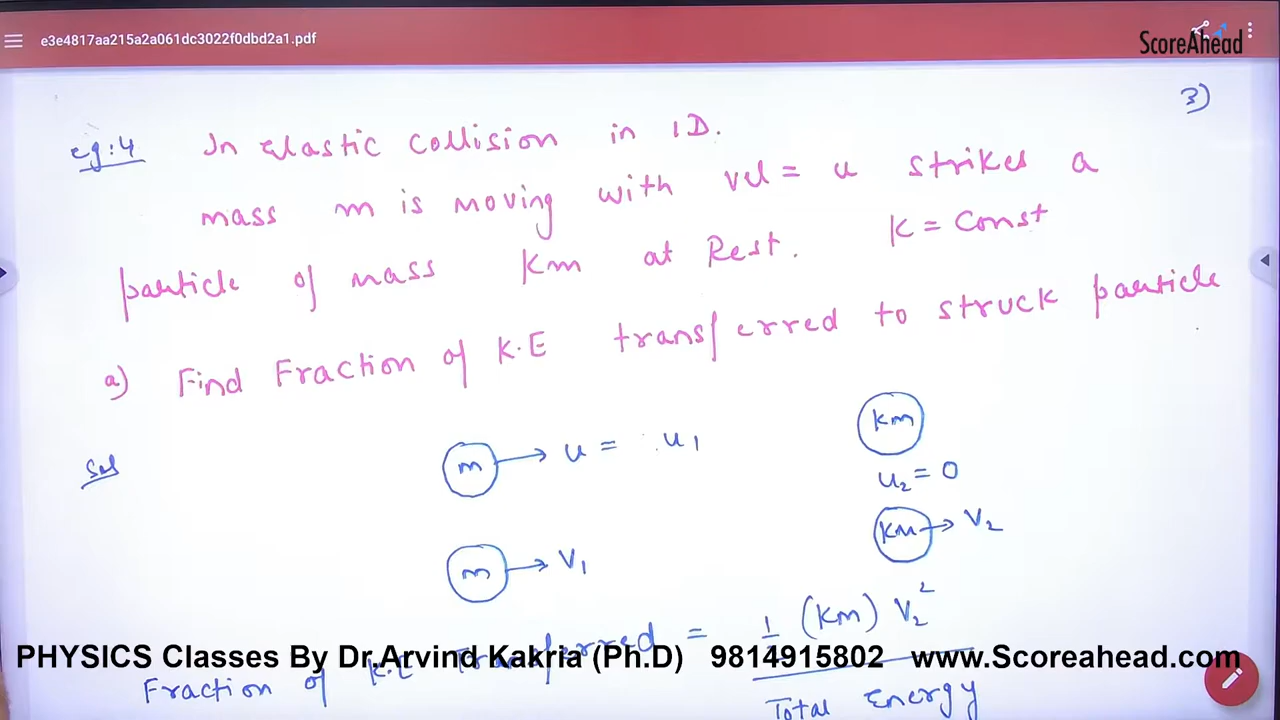 e3e4817aa215a2a061dc3022f0dbd2a1.pdf
ScoreAhead
3)
eg:4 In Elastic Collision in 1D.
mass m is moving with vel = u strikes a
particle of mass Km at Rest. K = Const
a) Find Fraction of K.E transferred to struck particle
Sol
m → u = u₁
Km
u₂ = 0
Km → V₂
m → V₁
Fraction of K.E Transferred = 1/2 (Km) V₂² / Total Energy
PHYSICS Classes By Dr.Arvind Kakria (Ph.D) 9814915802 www.Scoreahead.com